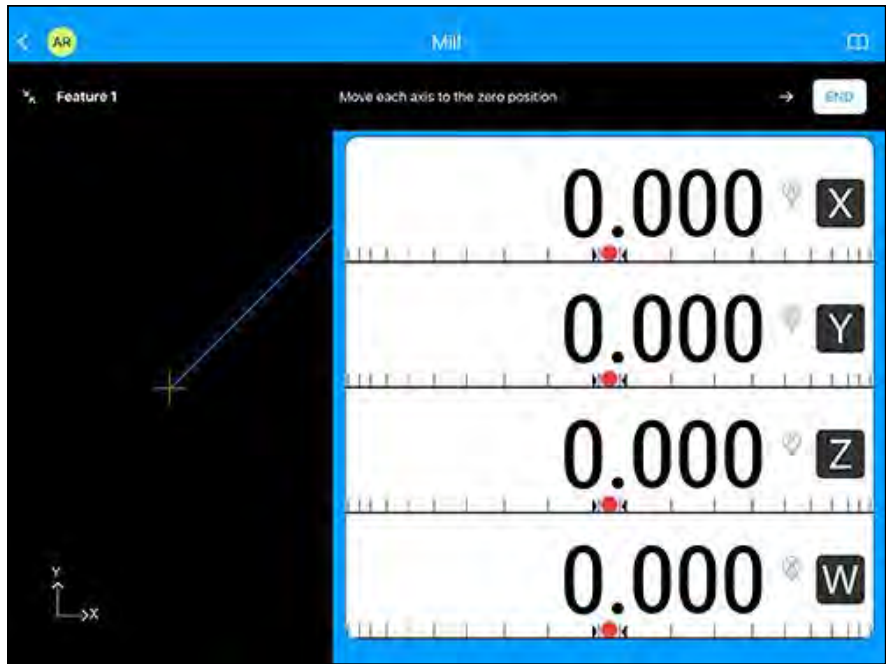 AR
Mill
Feature 1
Move each axis to the zero position
END
0.000 X
0.000 Y
0.000 Z
0.000 W
Y
X